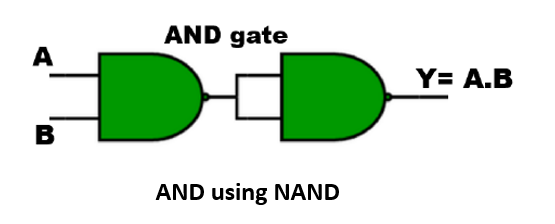 AND gate
A
B
Y= A.B
AND using NAND